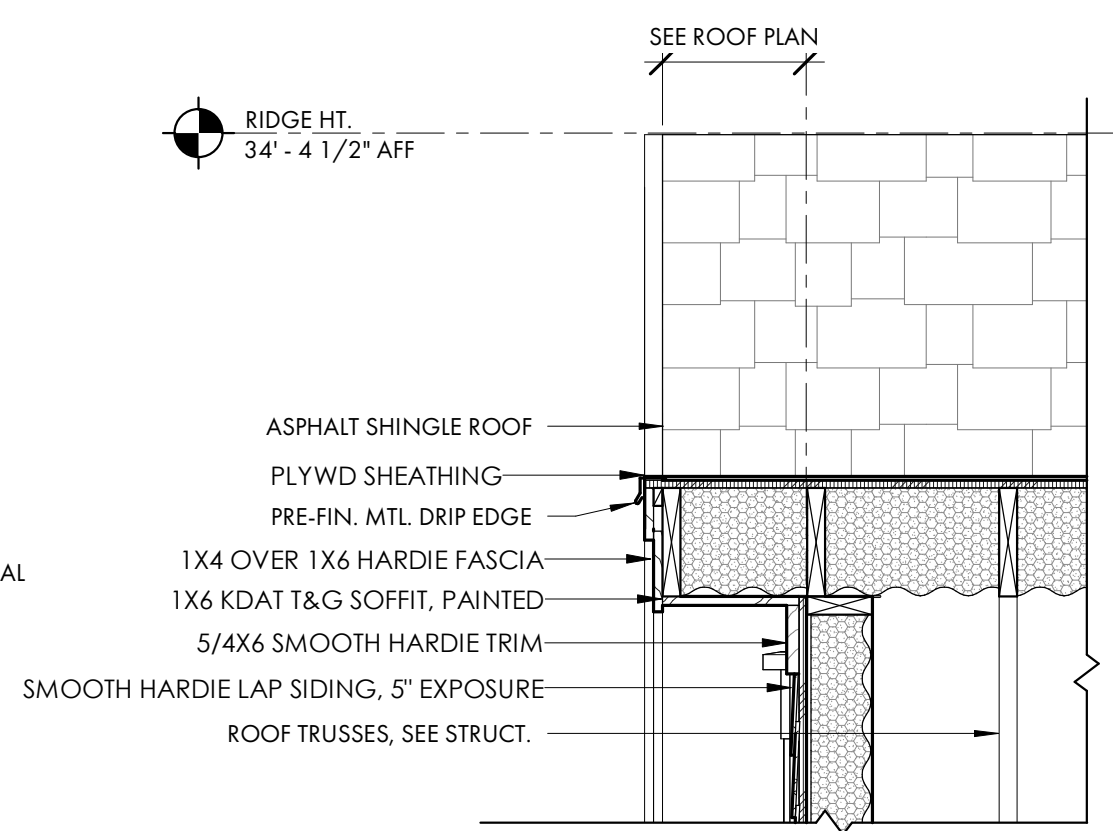 SEE ROOF PLAN
RIDGE HT.
34' - 4 1/2" AFF
ASPHALT SHINGLE ROOF
PLYWD SHEATHING
PRE-FIN. MTL. DRIP EDGE
1X4 OVER 1X6 HARDIE FASCIA
AL
1X6 KDAT T&G SOFFIT, PAINTED
5/4X6 SMOOTH HARDIE TRIM
SMOOTH HARDIE LAP SIDING, 5" EXPOSURE
ROOF TRUSSES, SEE STRUCT.